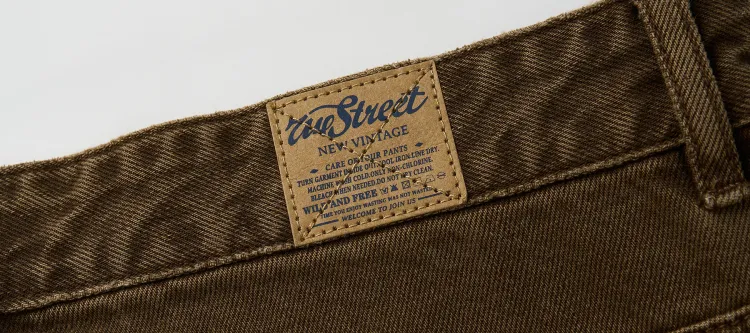 rue Street
NEW VINTAGE
CARE OF YOUR PANTS
TURN GARMENT INSIDE OUT.COOL IRON.LINE DRY.
MACHINE WASH COLD.ONLY NON-CHLORINE.
BLEACH WHEN NEEDED.DO NOT DRY CLEAN.
WILD AND FREE
TIME YOU ENJOY WASTING WAS NOT WASTED
WELCOME TO JOIN US